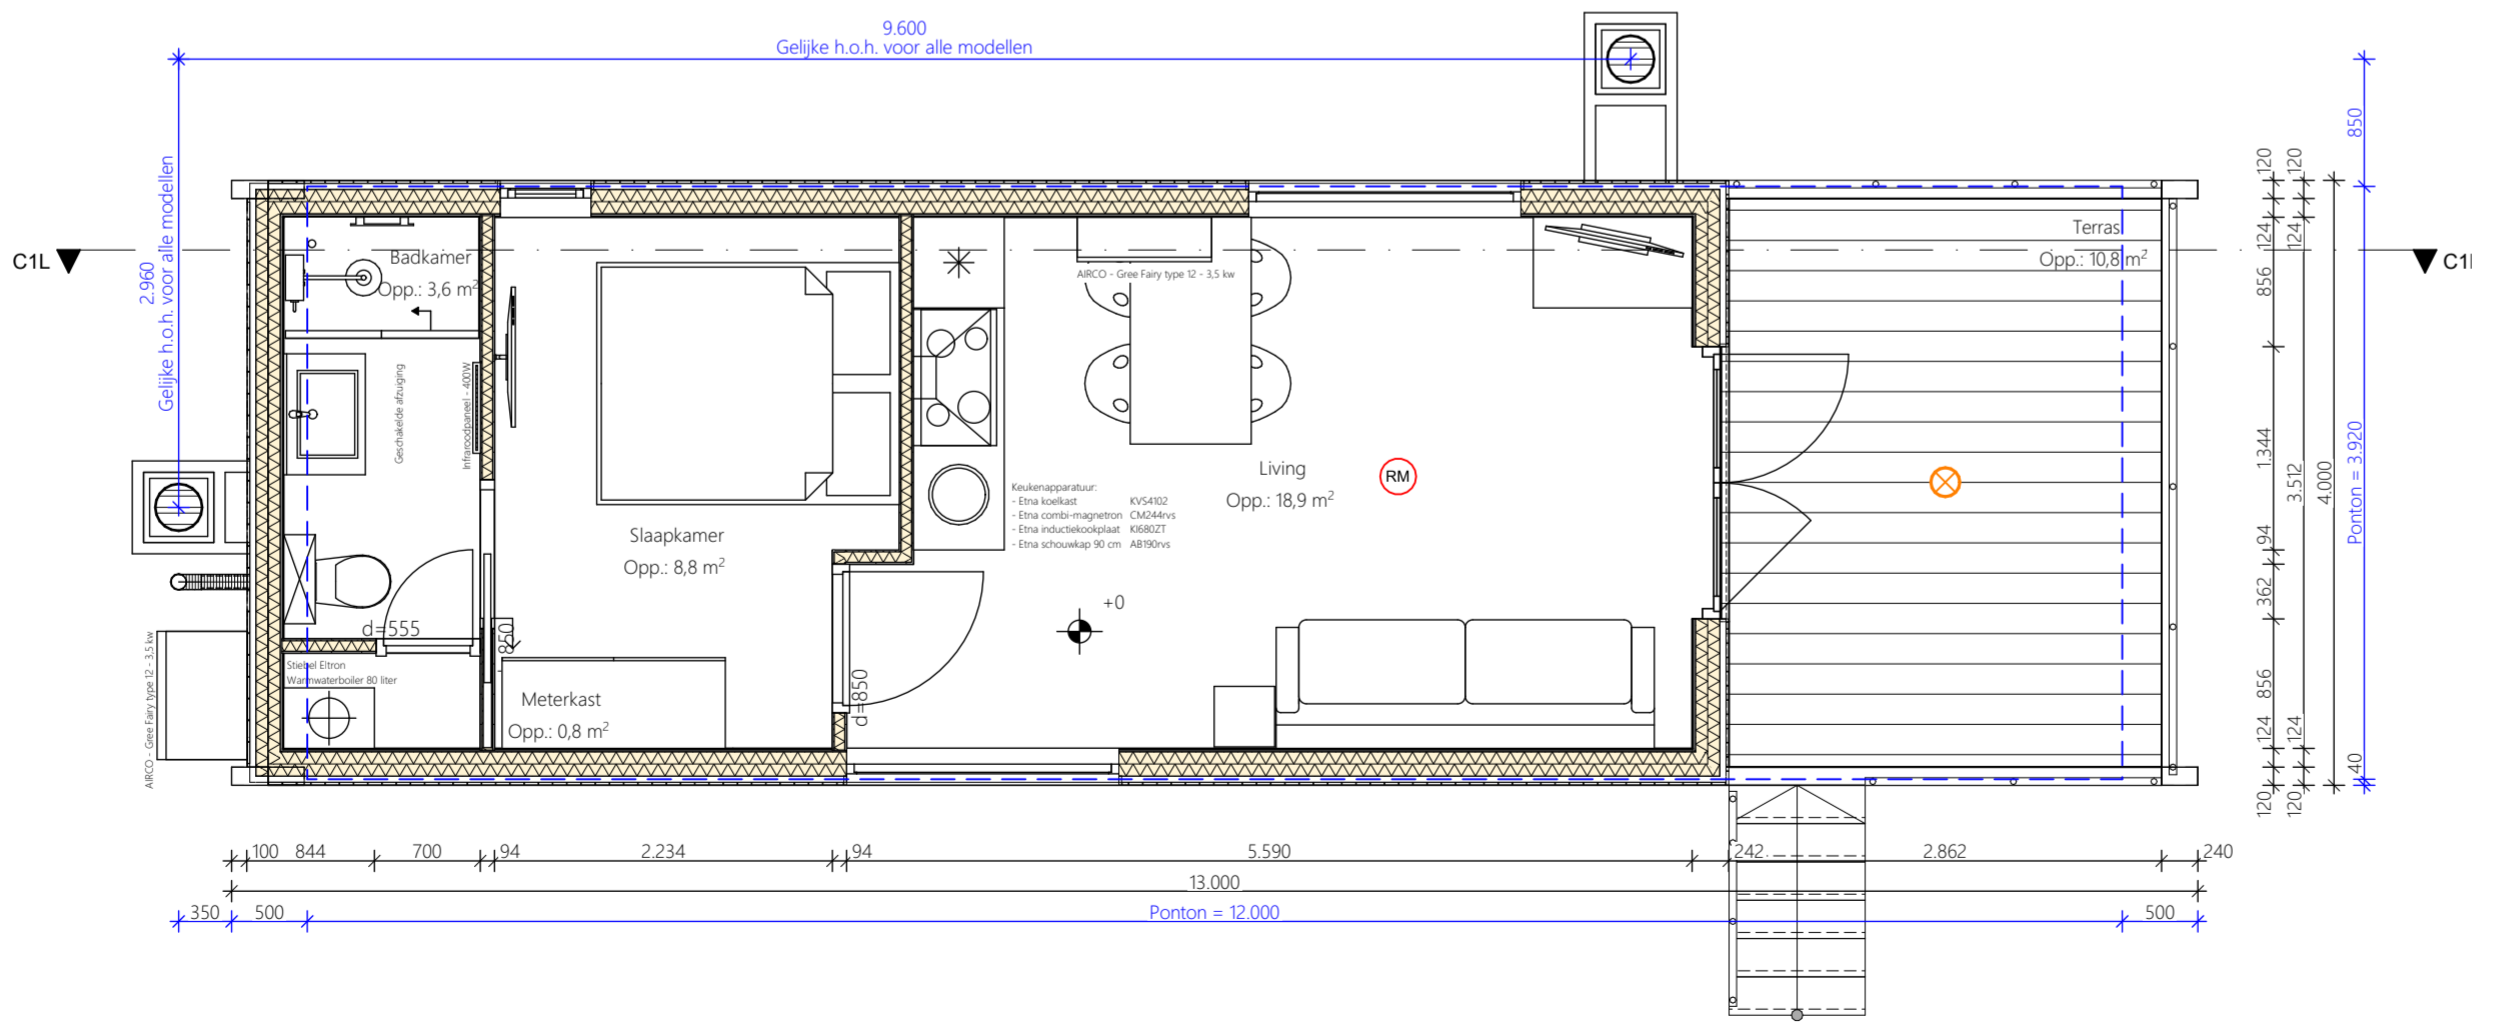 9.600
Gelijke h.o.h. voor alle modellen
2.960
Gelijke h.o.h. voor alle modellen
C1L
Badkamer
Opp.: 3,6 m²
Geschakelde afzuiging
Infraroodpaneel - 400W
AIRCO - Gree Fairy type 12 - 3,5 kw
Terras
Opp.: 10,8 m²
C1l
Living
Opp.: 18,9 m²
RM
Keukenapparatuur:
- Etna koelkast KVS4102
- Etna combi-magnetron CM244rvs
- Etna inductiekookplaat KI680ZT
- Etna schouwkap 90 cm AB190rvs
Slaapkamer
Opp.: 8,8 m²
+0
d=555
850
d=850
Stiebel Eltron
Warmwaterboiler 80 liter
AIRCO - Gree Fairy type 12 - 3,5 kw
Meterkast
Opp.: 0,8 m²
120
124
856
1.344
94
362
856
124
120
120
124
3.512
124
120
4.000
850
Ponton = 3.920
40
100
844
700
94
2.234
94
5.590
242
2.862
240
13.000
350
500
Ponton = 12.000
500